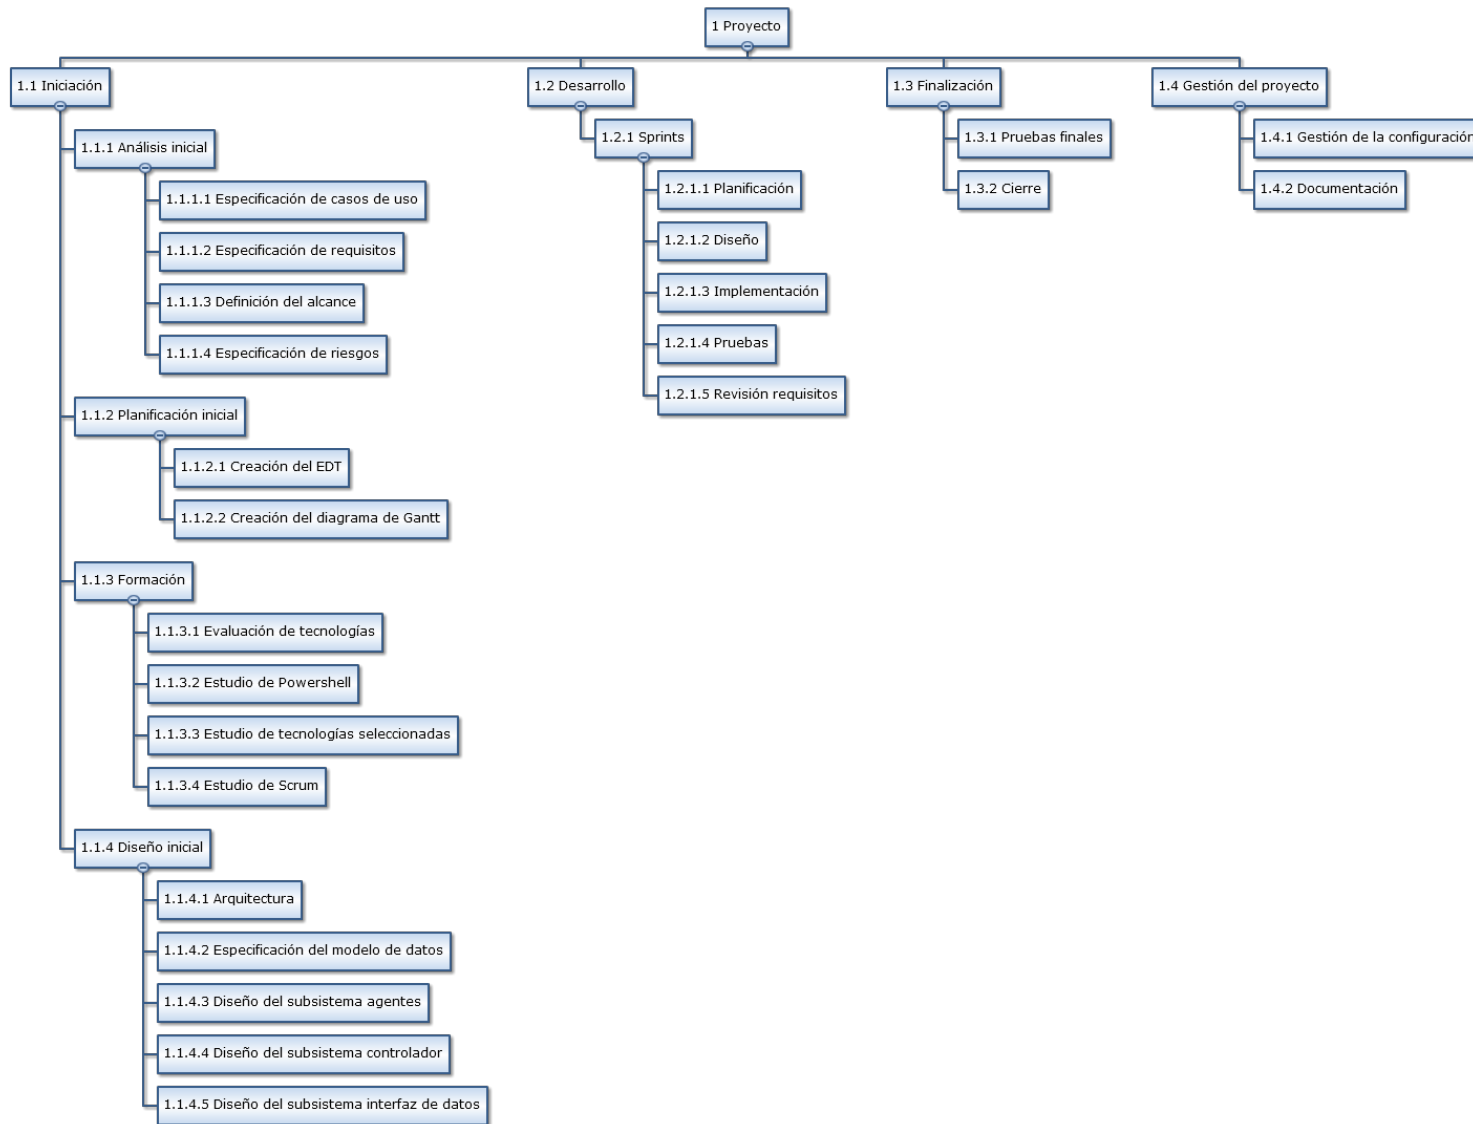 1 Proyecto
1.1 Iniciación
1.1.1 Análisis inicial
1.1.1.1 Especificación de casos de uso
1.1.1.2 Especificación de requisitos
1.1.1.3 Definición del alcance
1.1.1.4 Especificación de riesgos
1.1.2 Planificación inicial
1.1.2.1 Creación del EDT
1.1.2.2 Creación del diagrama de Gantt
1.1.3 Formación
1.1.3.1 Evaluación de tecnologías
1.1.3.2 Estudio de Powershell
1.1.3.3 Estudio de tecnologías seleccionadas
1.1.3.4 Estudio de Scrum
1.1.4 Diseño inicial
1.1.4.1 Arquitectura
1.1.4.2 Especificación del modelo de datos
1.1.4.3 Diseño del subsistema agentes
1.1.4.4 Diseño del subsistema controlador
1.1.4.5 Diseño del subsistema interfaz de datos
1.2 Desarrollo
1.2.1 Sprints
1.2.1.1 Planificación
1.2.1.2 Diseño
1.2.1.3 Implementación
1.2.1.4 Pruebas
1.2.1.5 Revisión requisitos
1.3 Finalización
1.3.1 Pruebas finales
1.3.2 Cierre
1.4 Gestión del proyecto
1.4.1 Gestión de la configuración
1.4.2 Documentación